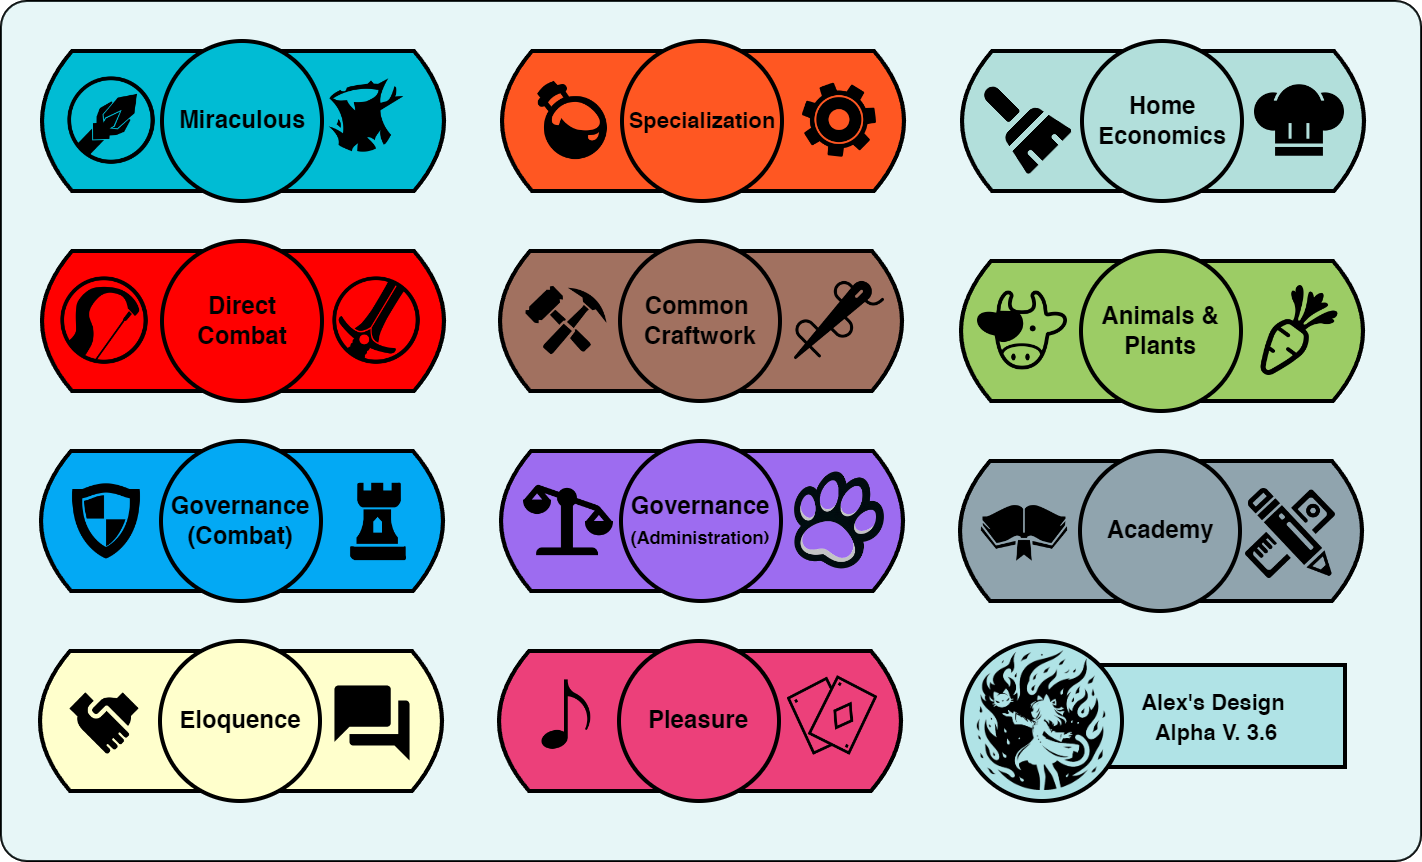 Miraculous
Specialization
Home
Economics
Direct
Combat
Common
Craftwork
Animals &
Plants
Governance
(Combat)
Governance
(Administration)
Academy
Eloquence
Pleasure
Alex's Design
Alpha V. 3.6